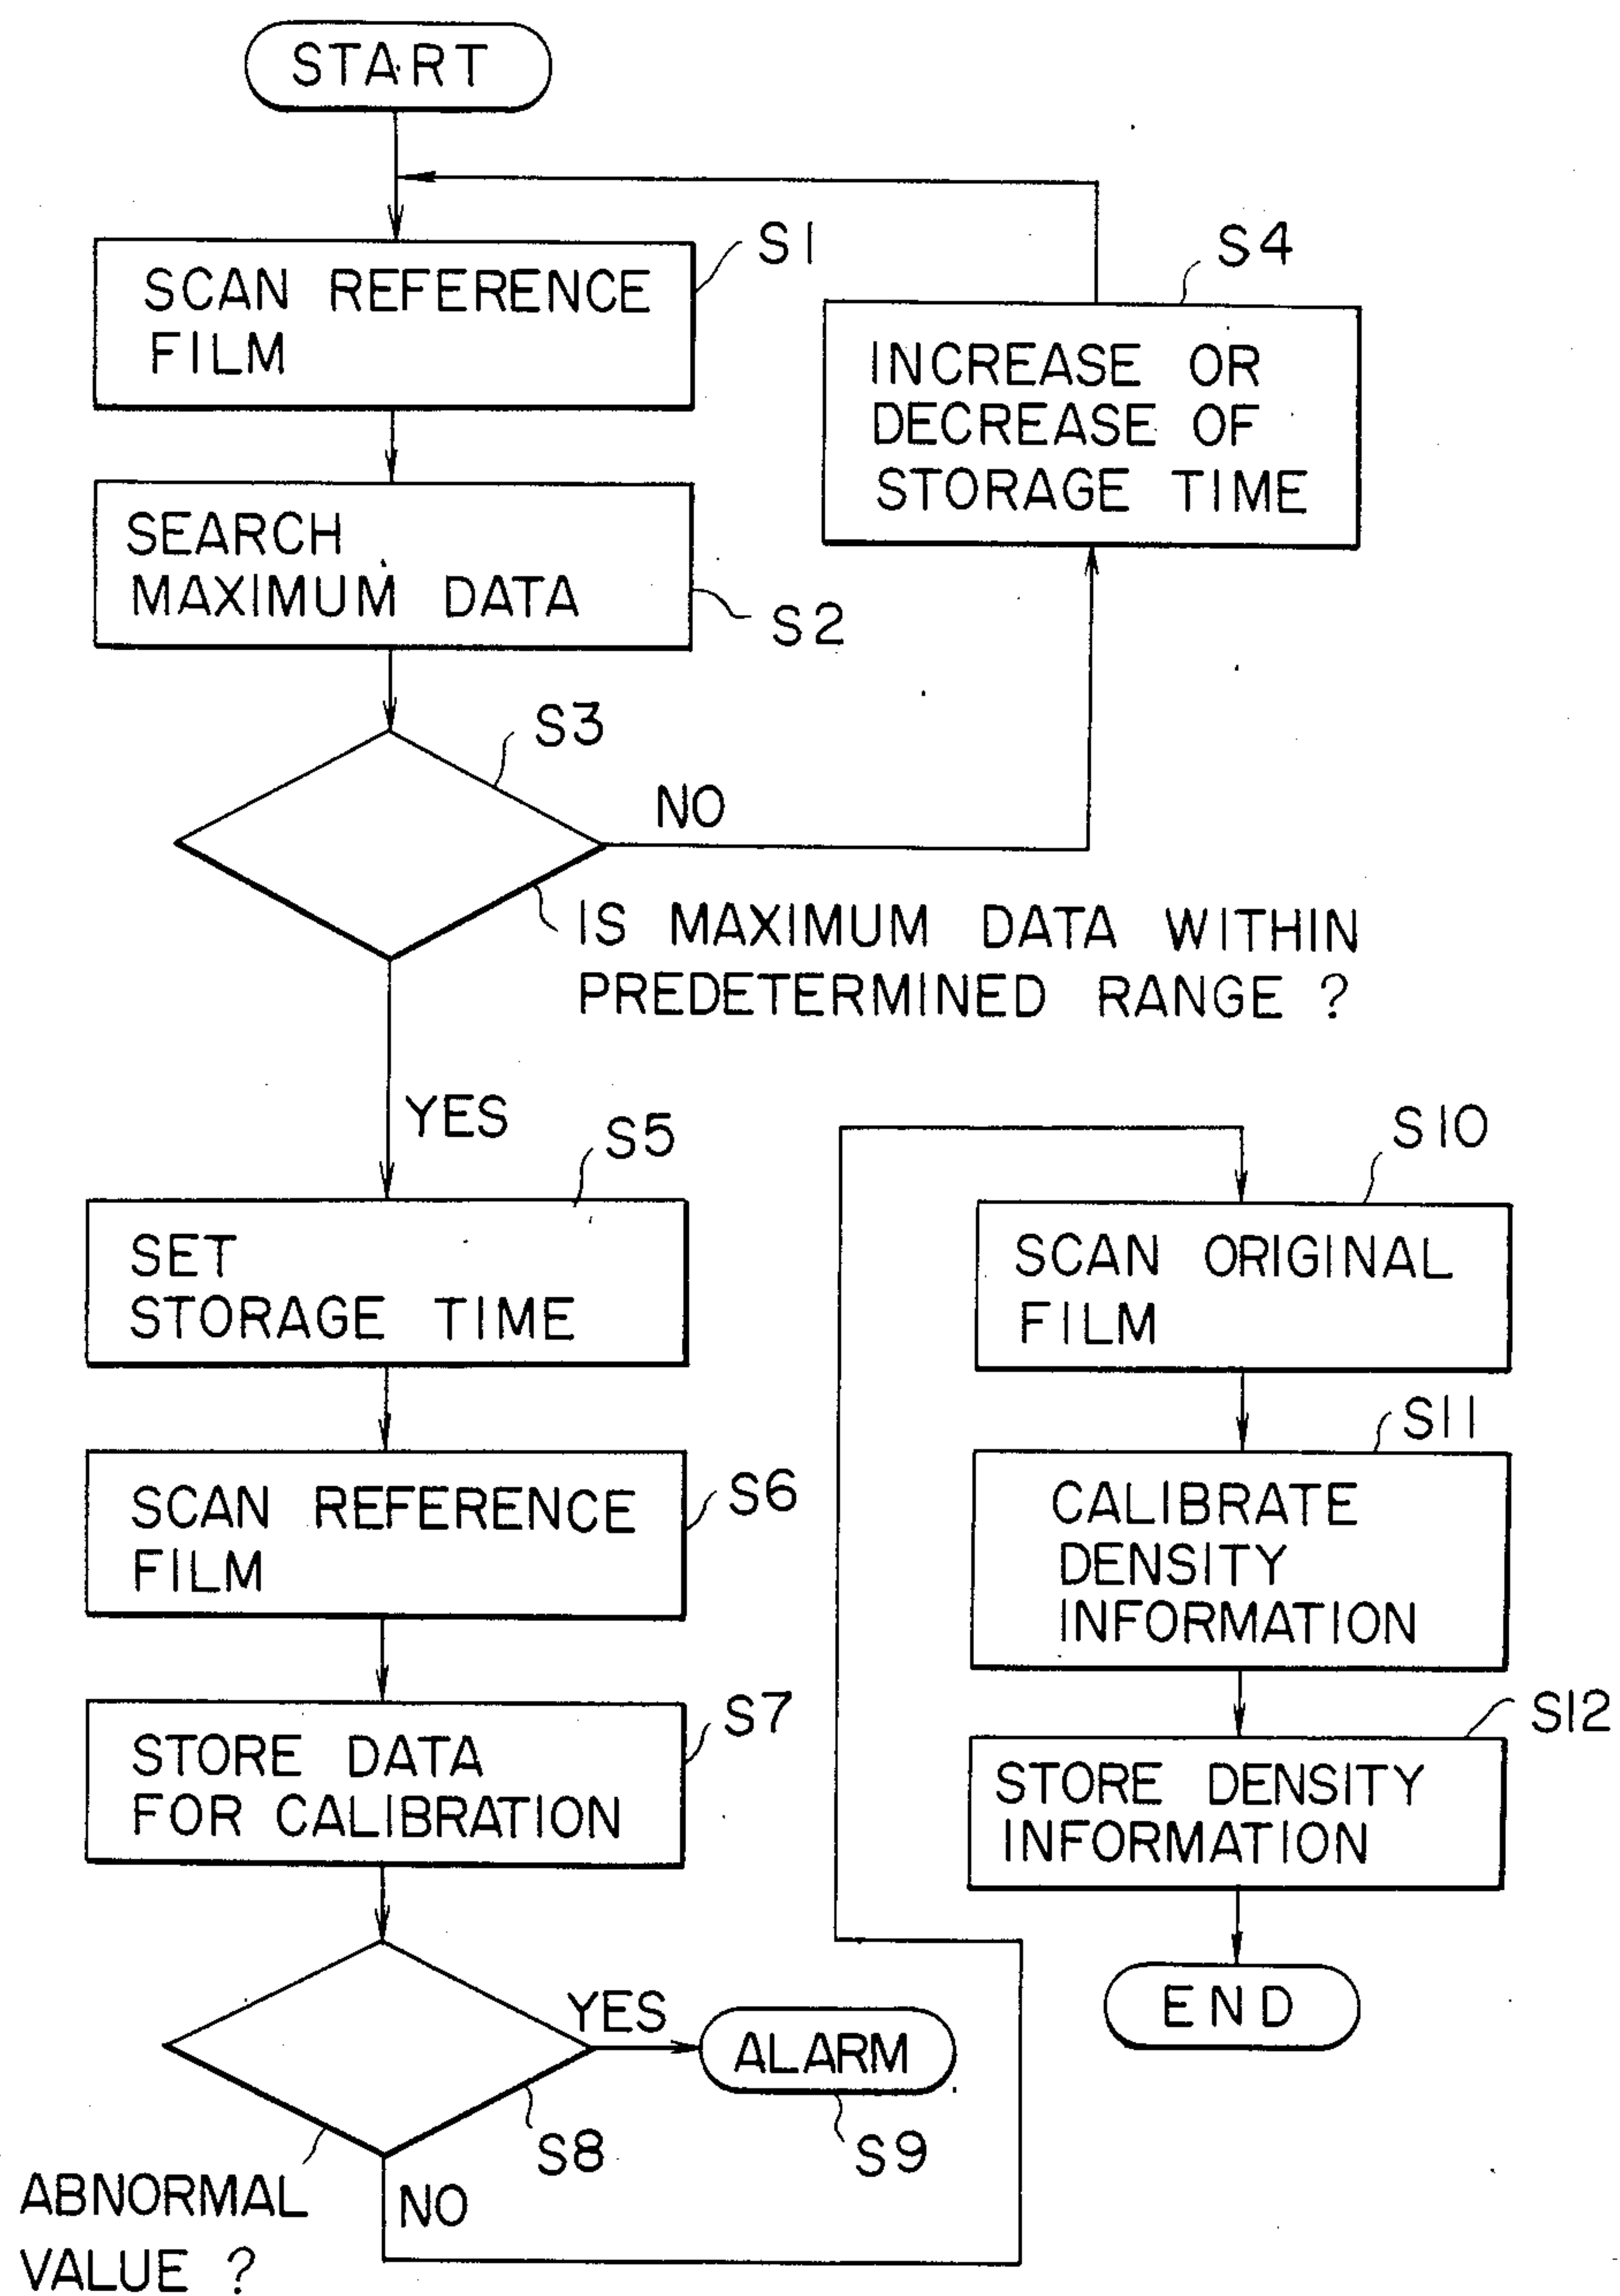 START
S1
SCAN REFERENCE
FILM
S4
INCREASE OR
DECREASE OF
STORAGE TIME
SEARCH
MAXIMUM DATA
S2
S3
NO
IS MAXIMUM DATA WITHIN
PREDETERMINED RANGE ?
YES
S5
SET
STORAGE TIME
SCAN REFERENCE
FILM
S6
STORE DATA
FOR CALIBRATION
S7
YES
ALARM
S8
S9
ABNORMAL
VALUE ?
NO
S10
SCAN ORIGINAL
FILM
S11
CALIBRATE
DENSITY
INFORMATION
S12
STORE DENSITY
INFORMATION
END